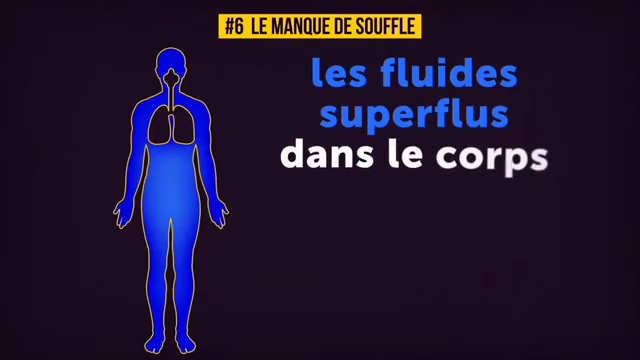 #6 LE MANQUE DE SOUFFLE
les fluides
superflus
dans le corps